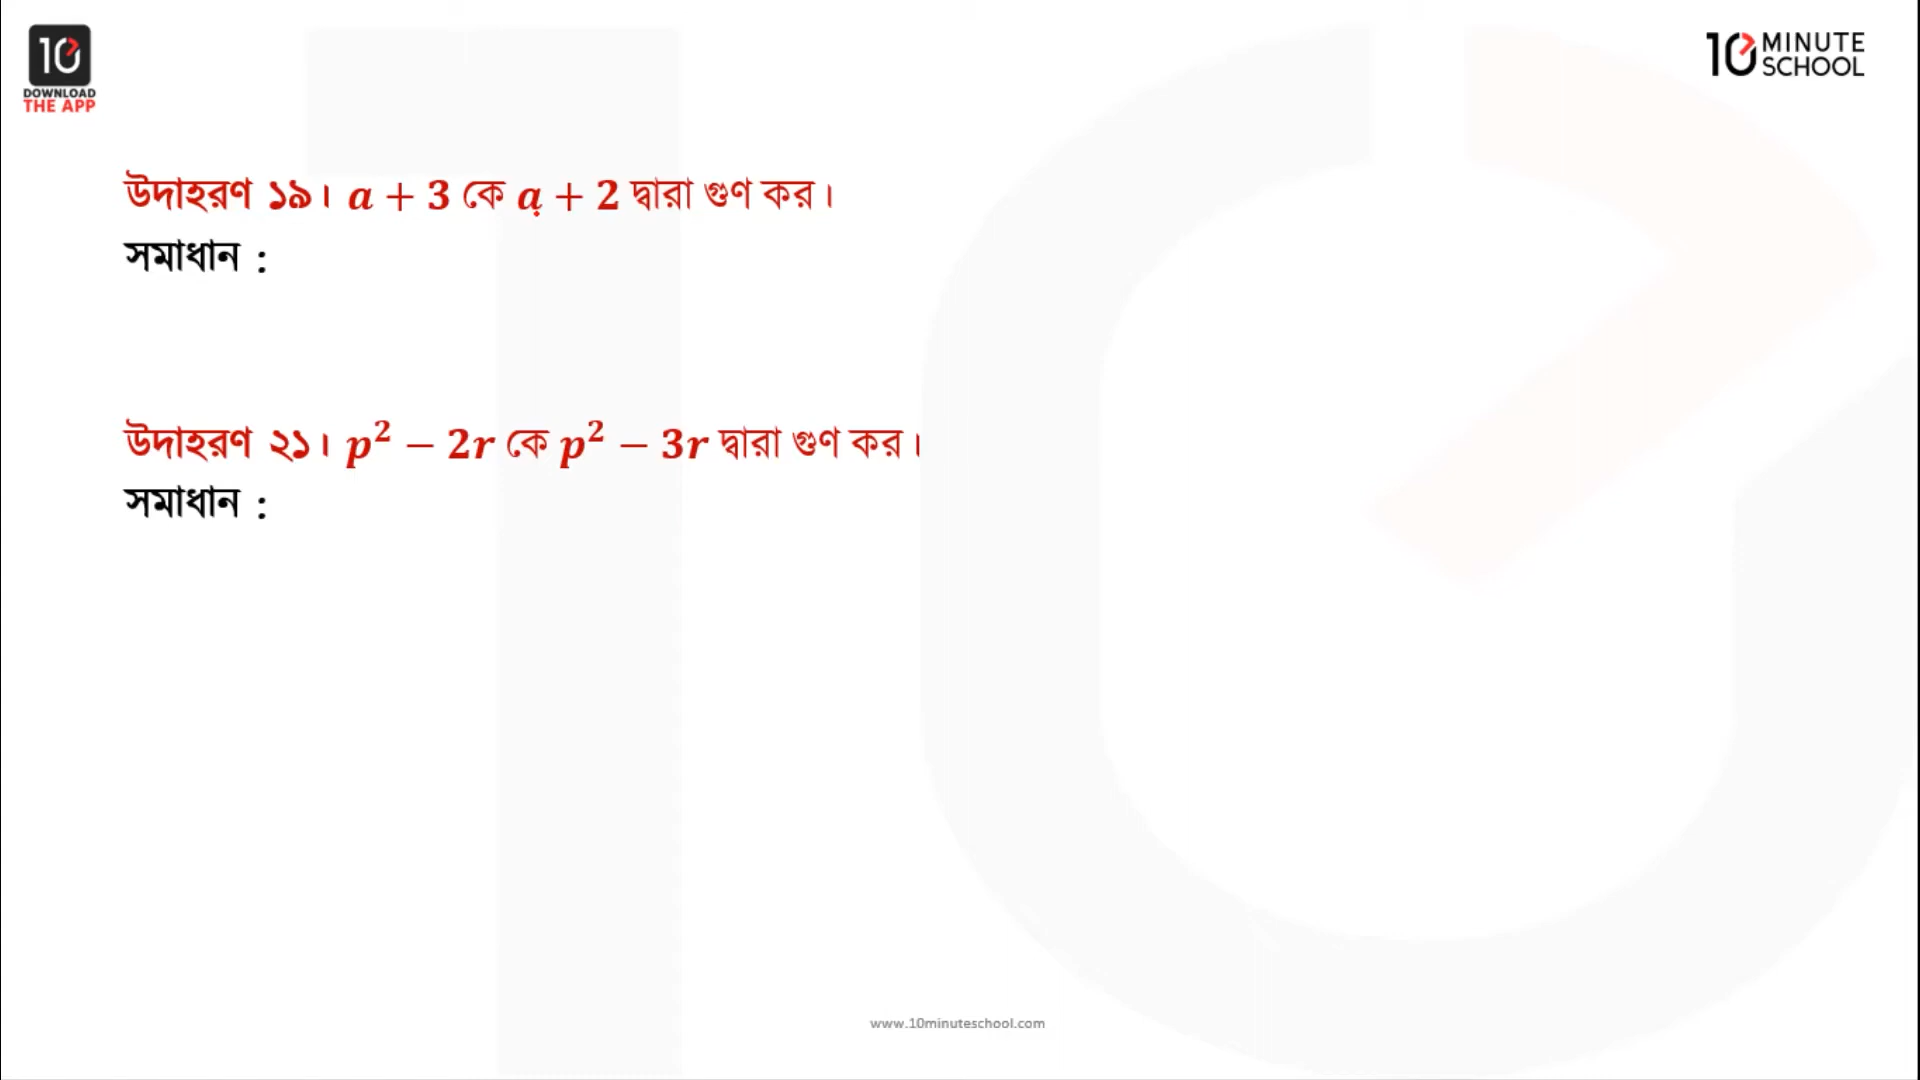 10
DOWNLOAD
THE APP
10 MINUTE
SCHOOL
উদাহরণ ১৯। a + 3 কে a + 2 দ্বারা গুণ কর।
সমাধান :
উদাহরণ ২১। p² − 2r কে p² − 3r দ্বারা গুণ কর।
সমাধান :
www.10minuteschool.com